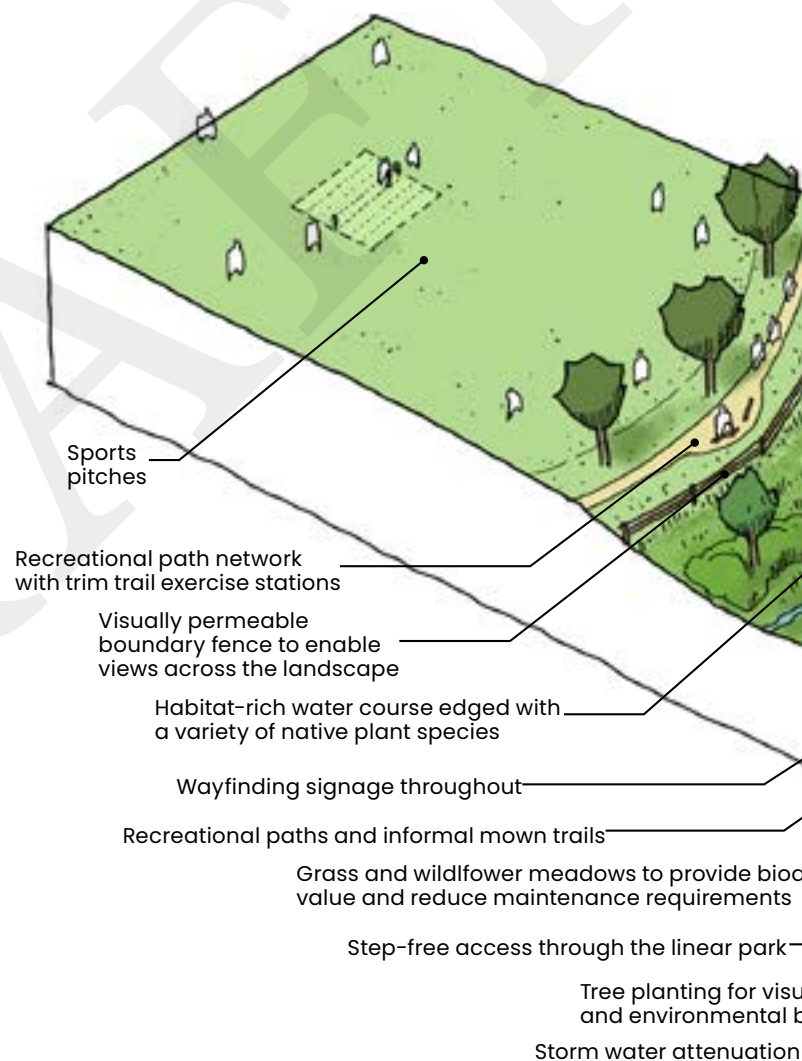 Sports
pitches
Recreational path network
with trim trail exercise stations
Visually permeable
boundary fence to enable
views across the landscape
Habitat-rich water course edged with
a variety of native plant species
Wayfinding signage throughout
Recreational paths and informal mown trails
Grass and wildlfower meadows to provide
value and reduce maintenance requirements
Step-free access through the linear park
Tree planting for
and environmental
Storm water attenuation